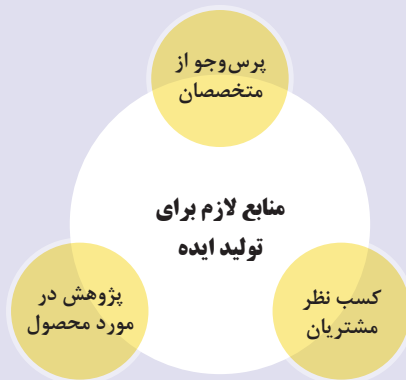 پرس‌وجو از
متخصصان
منابع لازم برای
تولید ایده
کسب نظر
مشتریان
پژوهش در
مورد محصول